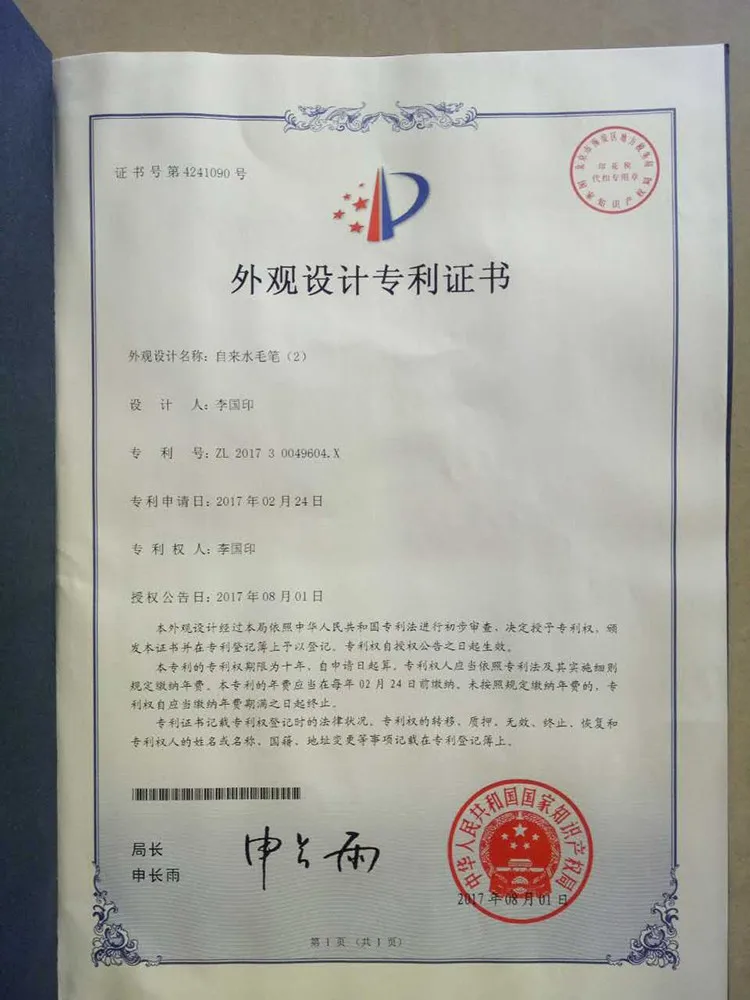 证书号第4241090号
印花税
代扣专用章
国家知识产权局
外观设计专利证书
外观设计名称：自来水毛笔（2）
设计人：李国印
专利号：ZL 2017 3 0049604.X
专利申请日：2017年02月24日
专利权人：李国印
授权公告日：2017年08月01日
本外观设计经过本局依照中华人民共和国专利法进行初步审查，决定授予专利权，颁
发本证书并在专利登记簿上予以登记。专利权自授权公告之日起生效。
本专利的专利权期限为十年，自申请日起算。专利权人应当依照专利法及其实施细则
规定缴纳年费。本专利的年费应当在每年02月24日前缴纳。未按照规定缴纳年费的，专
利权自应当缴纳年费期满之日起终止。
专利证书记载专利权登记时的法律状况。专利权的转移、质押、无效、终止、恢复和
专利权人的姓名或名称、国籍、地址变更等事项记载在专利登记簿上。
局长
申长雨
申长雨
中华人民共和国国家知识产权局
2017年08月01日
第1页（共1页）